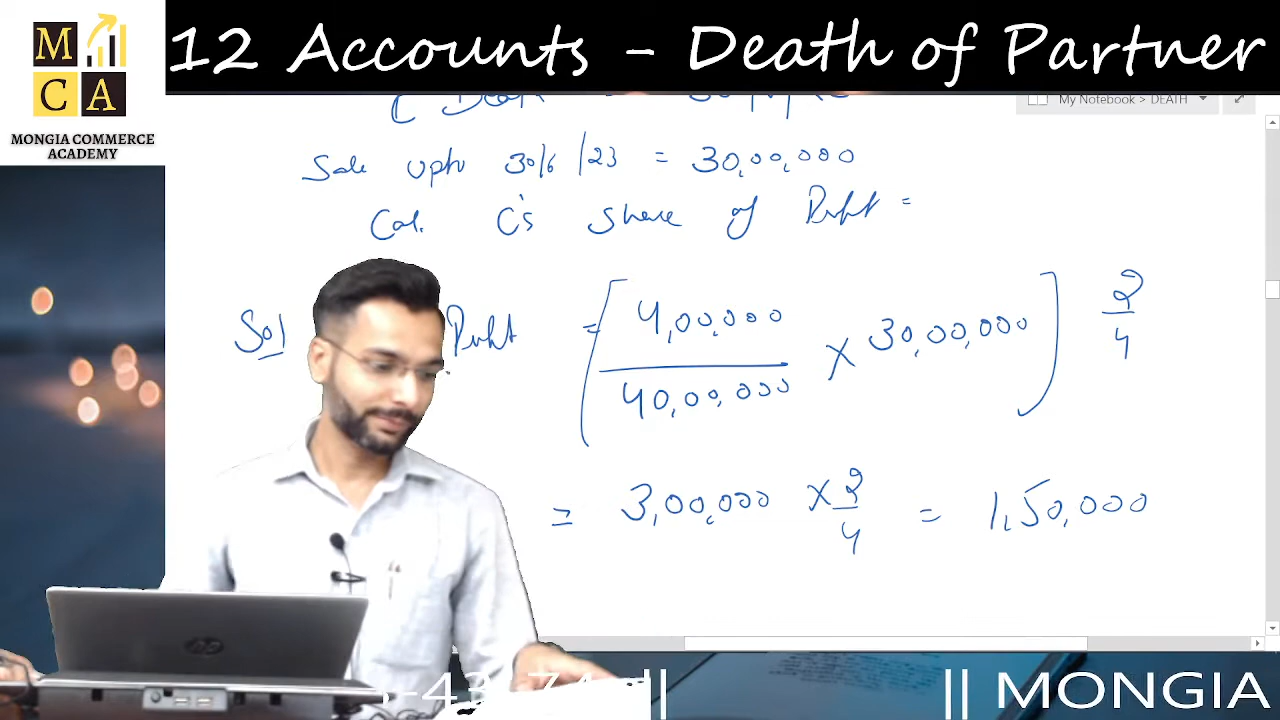 12 Accounts - Death of Partner
M
C A
MONGIA COMMERCE
ACADEMY
My Notebook > DEATH
C Death
Sale upto 30/6/23 = 30,00,000
Cal. C's share of Profit =
Sol Profit = [4,00,000 / 40,00,000 × 30,00,000] 2/4
= 3,00,000 × 2/4 = 1,50,000
hp
|| || MONGIA